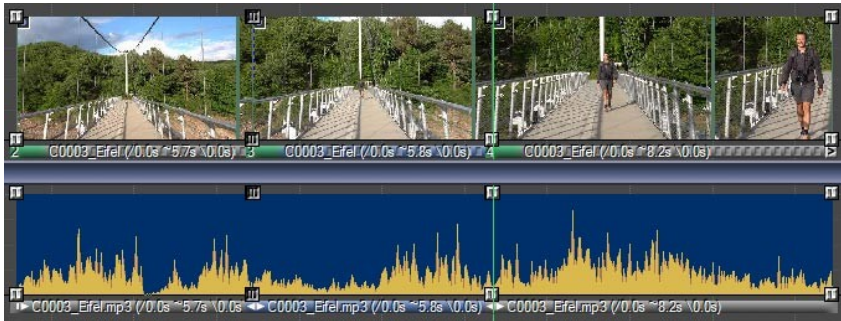 2 C0003_Eifel (/0.0s ~5.7s \0.0s)
3 C0003_Eifel (/0.0s ~5.8s \0.0s)
4 C0003_Eifel (/0.0s ~8.2s \0.0s)
C0003_Eifel.mp3 (/0.0s ~5.7s \0.0s
C0003_Eifel.mp3 (/0.0s ~5.8s \0.0s
C0003_Eifel.mp3 (/0.0s ~8.2s \0.0s)